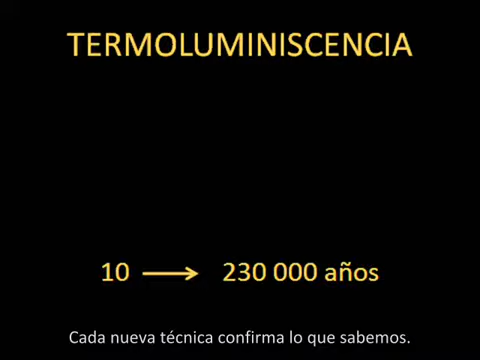 TERMOLUMINISCENCIA
10 → 230 000 años
Cada nueva técnica confirma lo que sabemos.